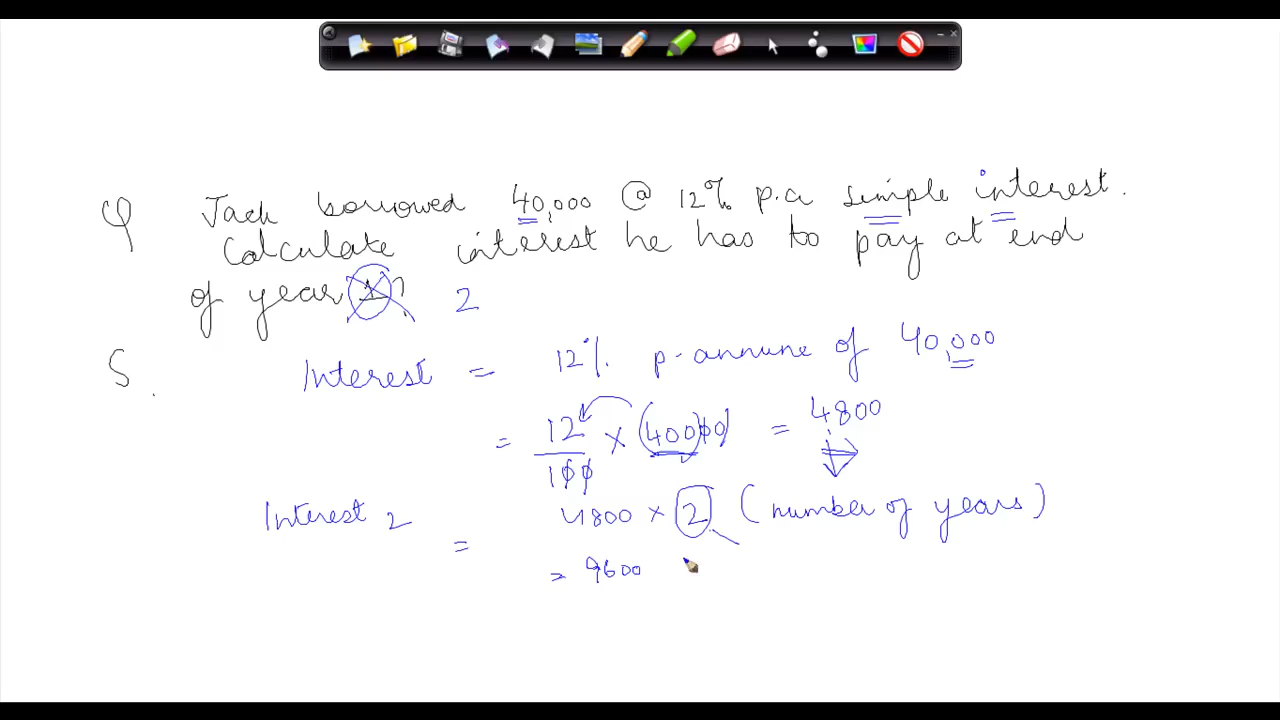 Q Jack borrowed 40,000 @ 12% p.a simple interest.
Calculate interest he has to pay at end
of year 1? 2
S. Interest = 12% p-annum of 40,000
= 12/100 × (40000) = 4800
Interest 2 = 4800 × 2 (number of years)
= 9600